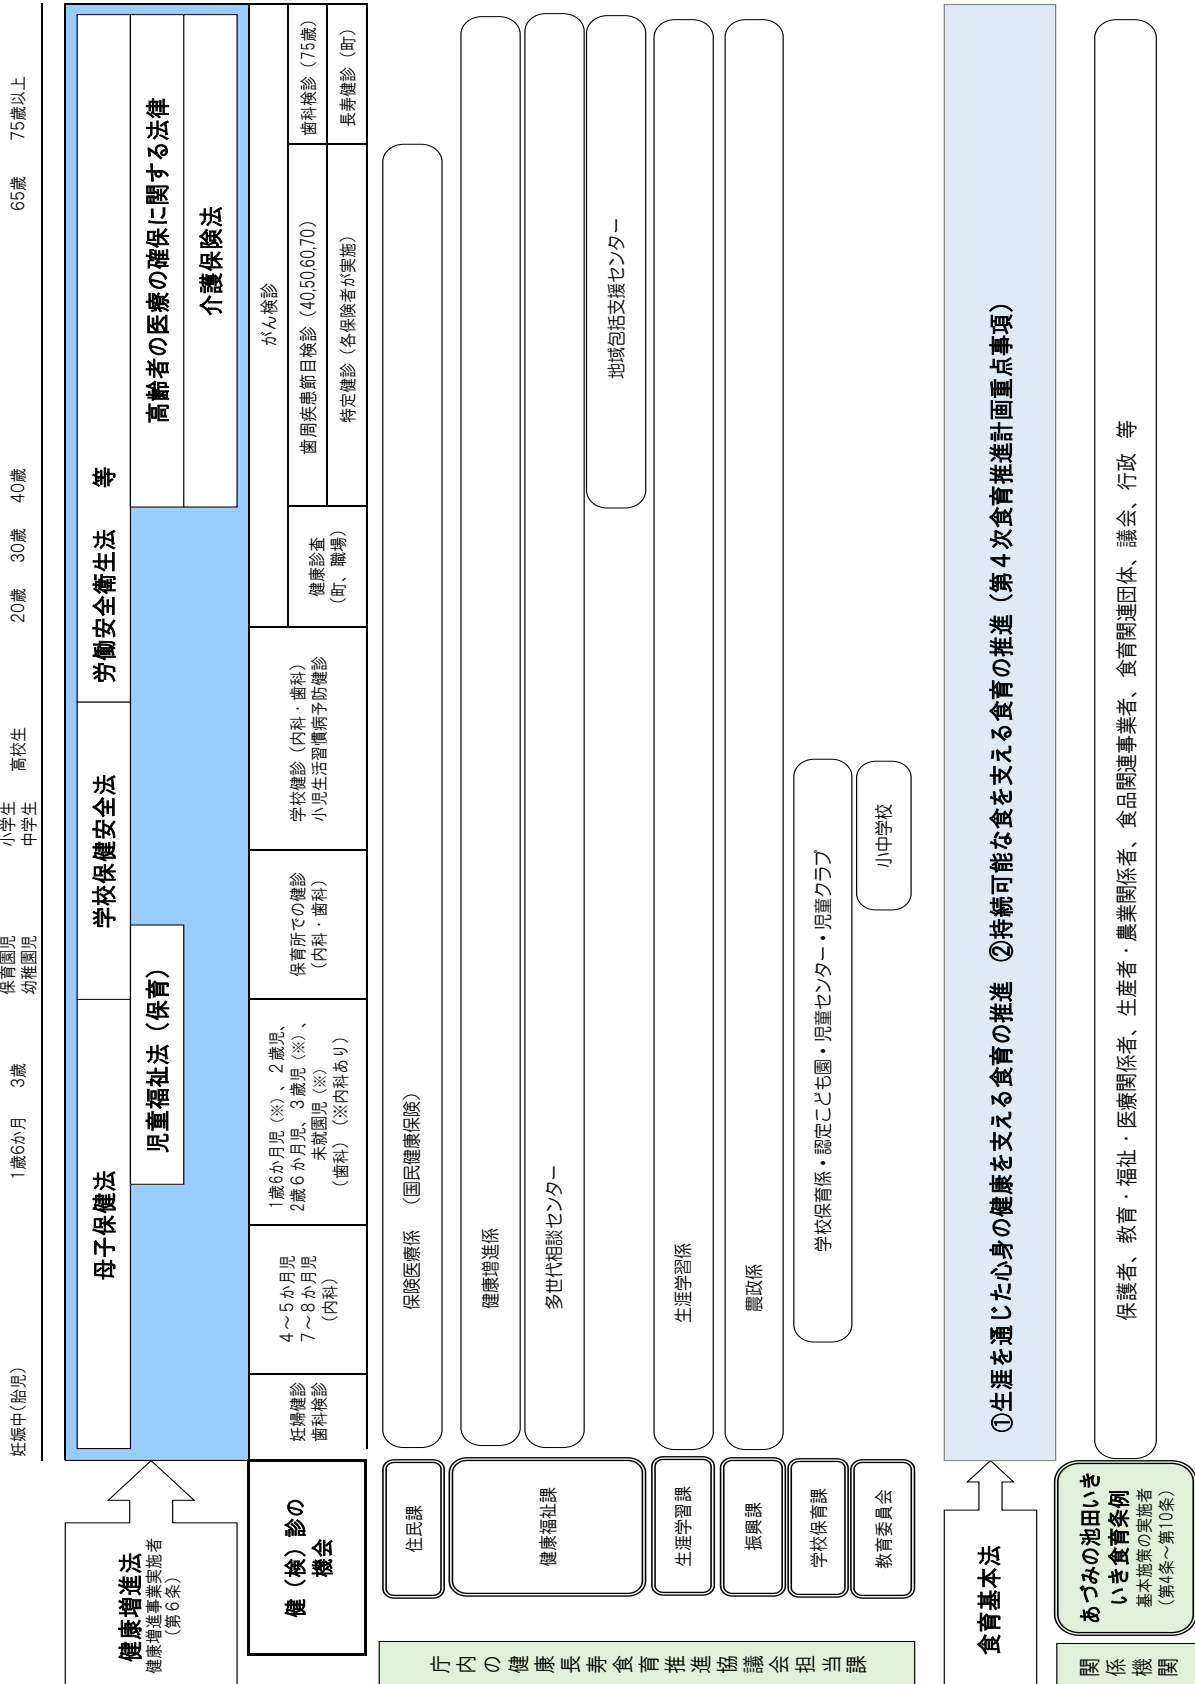 妊娠中(胎児)
1歳6か月
3歳
保育園児
幼稚園児
小学生
中学生
高校生
20歳
30歳
40歳
65歳
75歳以上
健康増進法
健康増進事業実施者
(第６条)
母子保健法
学校保健安全法
労働安全衛生法　等
児童福祉法（保育）
高齢者の医療の確保に関する法律
介護保険法
健（検）診の
機会
妊婦健診
歯科検診
４～５か月児
７～８か月児
(内科)
1歳6か月児（※）、２歳児、
2歳６か月児、３歳児（※）、
未就園児（※）
（歯科）（※内科あり）
保育所での健診
（内科・歯科）
学校健診（内科・歯科）
小児生活習慣病予防健診
がん検診
健康診査
（町、職場）
歯周疾患節目検診（40,50,60,70）
歯科検診（75歳）
特定健診（各保険者が実施）
長寿健診（町）
庁内の健康長寿食育推進協議会担当課
住民課
保険医療係　（国民健康保険）
健康福祉課
健康増進係
多世代相談センター
地域包括支援センター
生涯学習課
生涯学習係
振興課
農政係
学校保育課
学校保育係・認定こども園・児童センター・児童クラブ
教育委員会
小中学校
食育基本法
①生涯を通じた心身の健康を支える食育の推進　②持続可能な食を支える食育の推進（第４次食育推進計画重点事項）
関係機関
あづみの池田いき
いき食育条例
基本施策の実施者
(第4条～第10条)
保護者、教育・福祉・医療関係者、生産者・農業関係者、食品関連事業者、食育関連団体、議会、行政 等